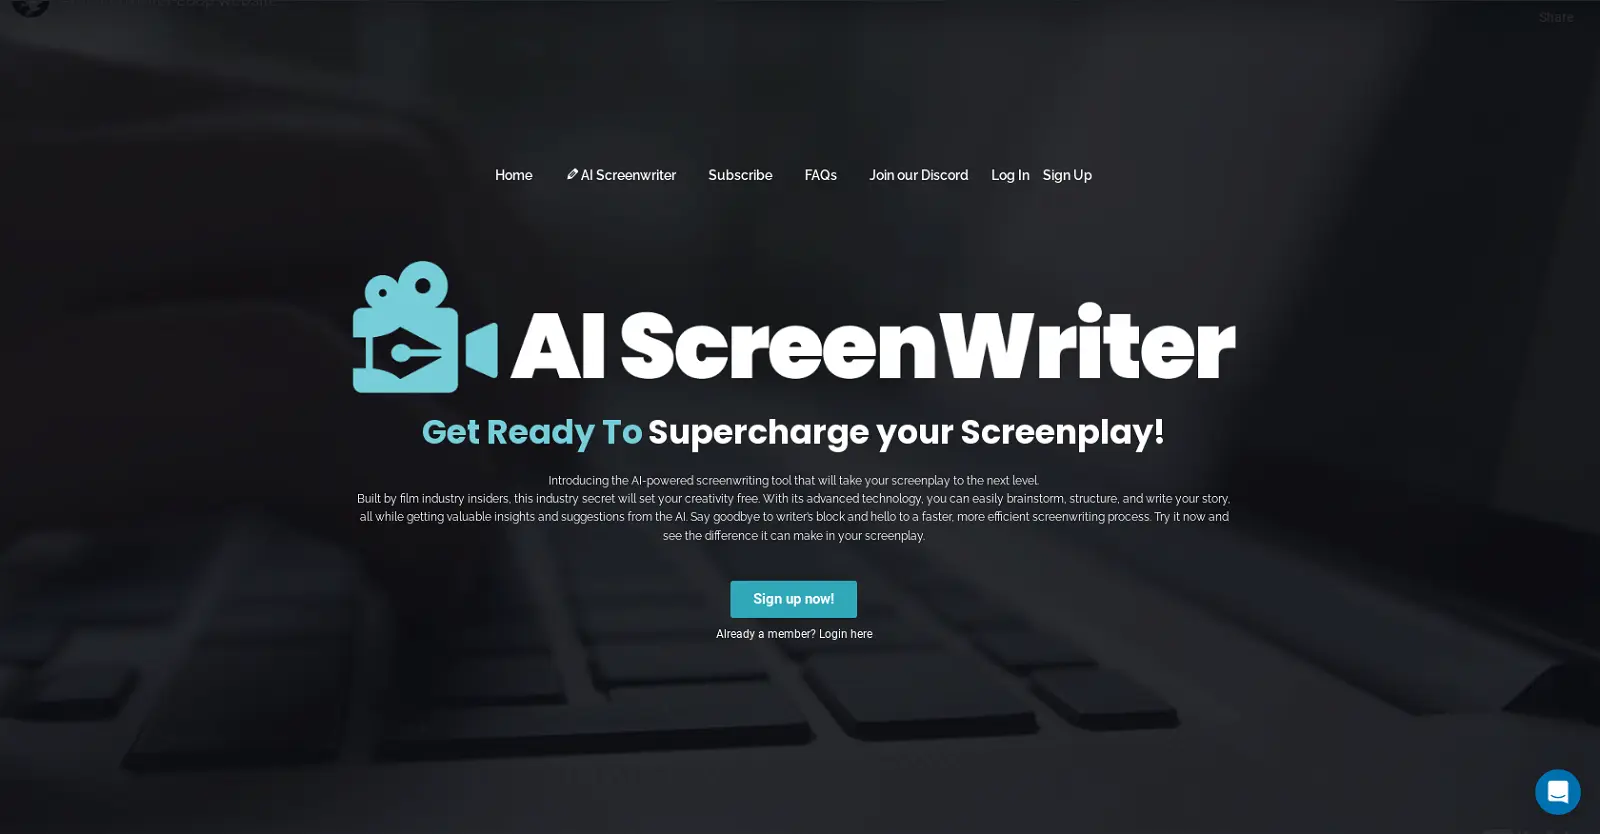 Share
Home AI Screenwriter Subscribe FAQs Join our Discord Log In Sign Up
AI ScreenWriter
Get Ready To Supercharge your Screenplay!
Introducing the AI-powered screenwriting tool that will take your screenplay to the next level.
Built by film industry insiders, this industry secret will set your creativity free. With its advanced technology, you can easily brainstorm, structure, and write your story,
all while getting valuable insights and suggestions from the AI. Say goodbye to writer's block and hello to a faster, more efficient screenwriting process. Try it now and
see the difference it can make in your screenplay.
Sign up now!
Already a member? Login here